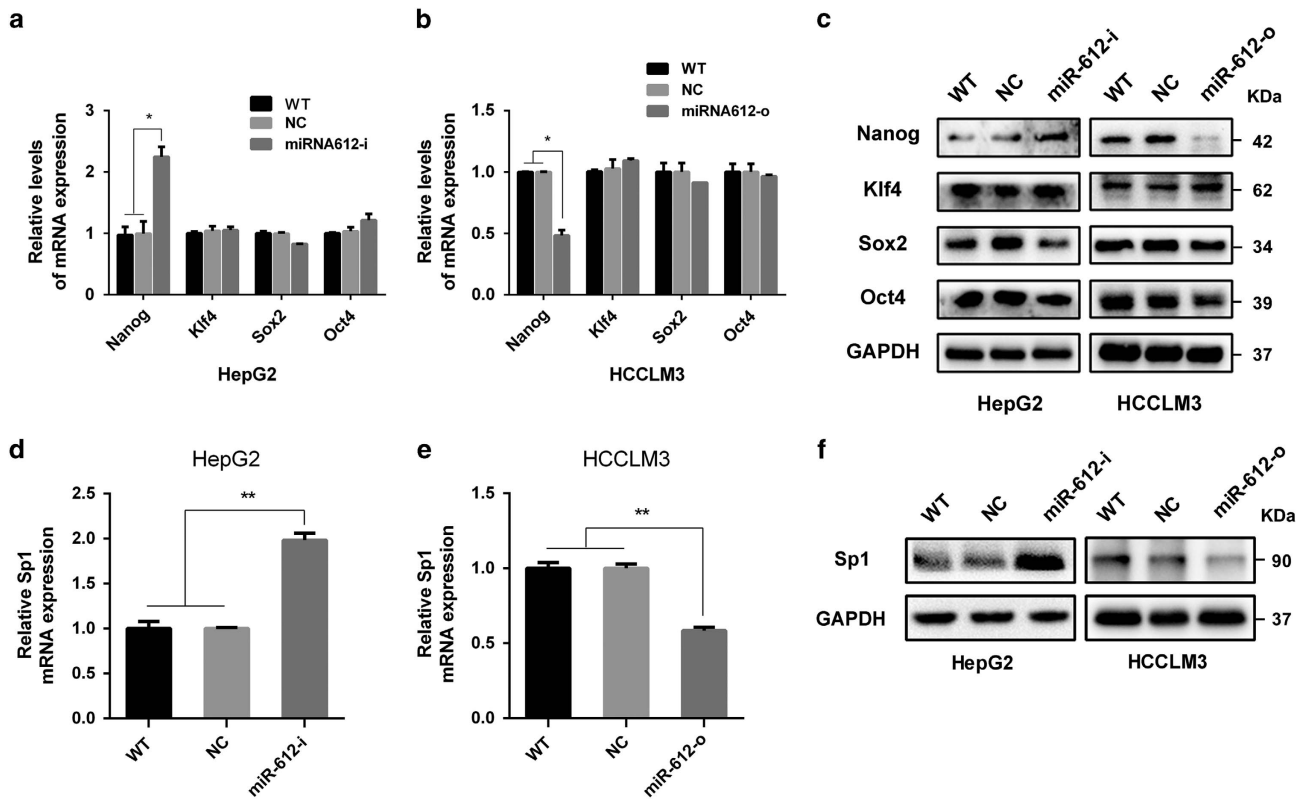 a
WT
NC
miRNA612-i
*
Relative levels
of mRNA expression
3
2
1
0
Nanog
Klf4
Sox2
Oct4
HepG2
b
WT
NC
miRNA612-o
*
Relative levels
of mRNA expression
1.5
1.0
0.5
0.0
Nanog
Klf4
Sox2
Oct4
HCCLM3
c
WT
NC
miR-612-i
WT
NC
miR-612-o
KDa
Nanog
42
Klf4
62
Sox2
34
Oct4
39
GAPDH
37
HepG2
HCCLM3
d
HepG2
**
Relative Sp1
mRNA expression
2.5
2.0
1.5
1.0
0.5
0.0
WT
NC
miR-612-i
e
HCCLM3
**
Relative Sp1
mRNA expression
1.5
1.0
0.5
0.0
WT
NC
miR-612-o
f
WT
NC
miR-612-i
WT
NC
miR-612-o
KDa
Sp1
90
GAPDH
37
HepG2
HCCLM3